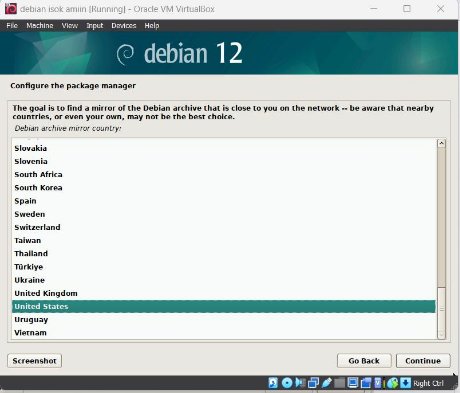 debian isok amiin [Running] - Oracle VM VirtualBox
File Machine View Input Devices Help
debian 12
Configure the package manager
The goal is to find a mirror of the Debian archive that is close to you on the network -- be aware that nearby
countries, or even your own, may not be the best choice.
Debian archive mirror country:
Slovakia
Slovenia
South Africa
South Korea
Spain
Sweden
Switzerland
Taiwan
Thailand
Türkiye
Ukraine
United Kingdom
United States
Uruguay
Vietnam
Screenshot Go Back Continue
Right Ctrl